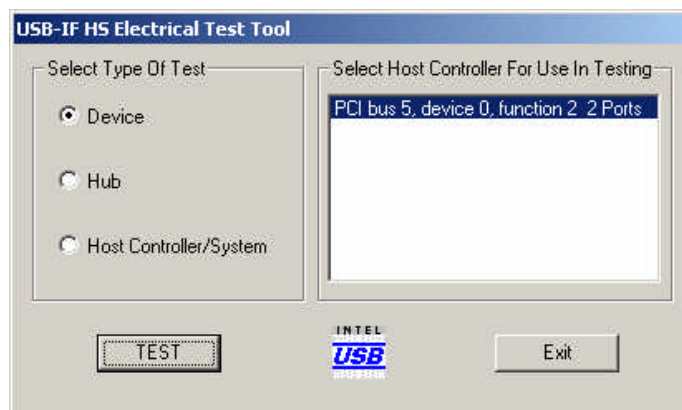 USB-IF HS Electrical Test Tool
Select Type Of Test
Device
Hub
Host Controller/System
Select Host Controller For Use In Testing
PCI bus 5, device 0, function 2 2 Ports
TEST
INTEL
USB
Exit